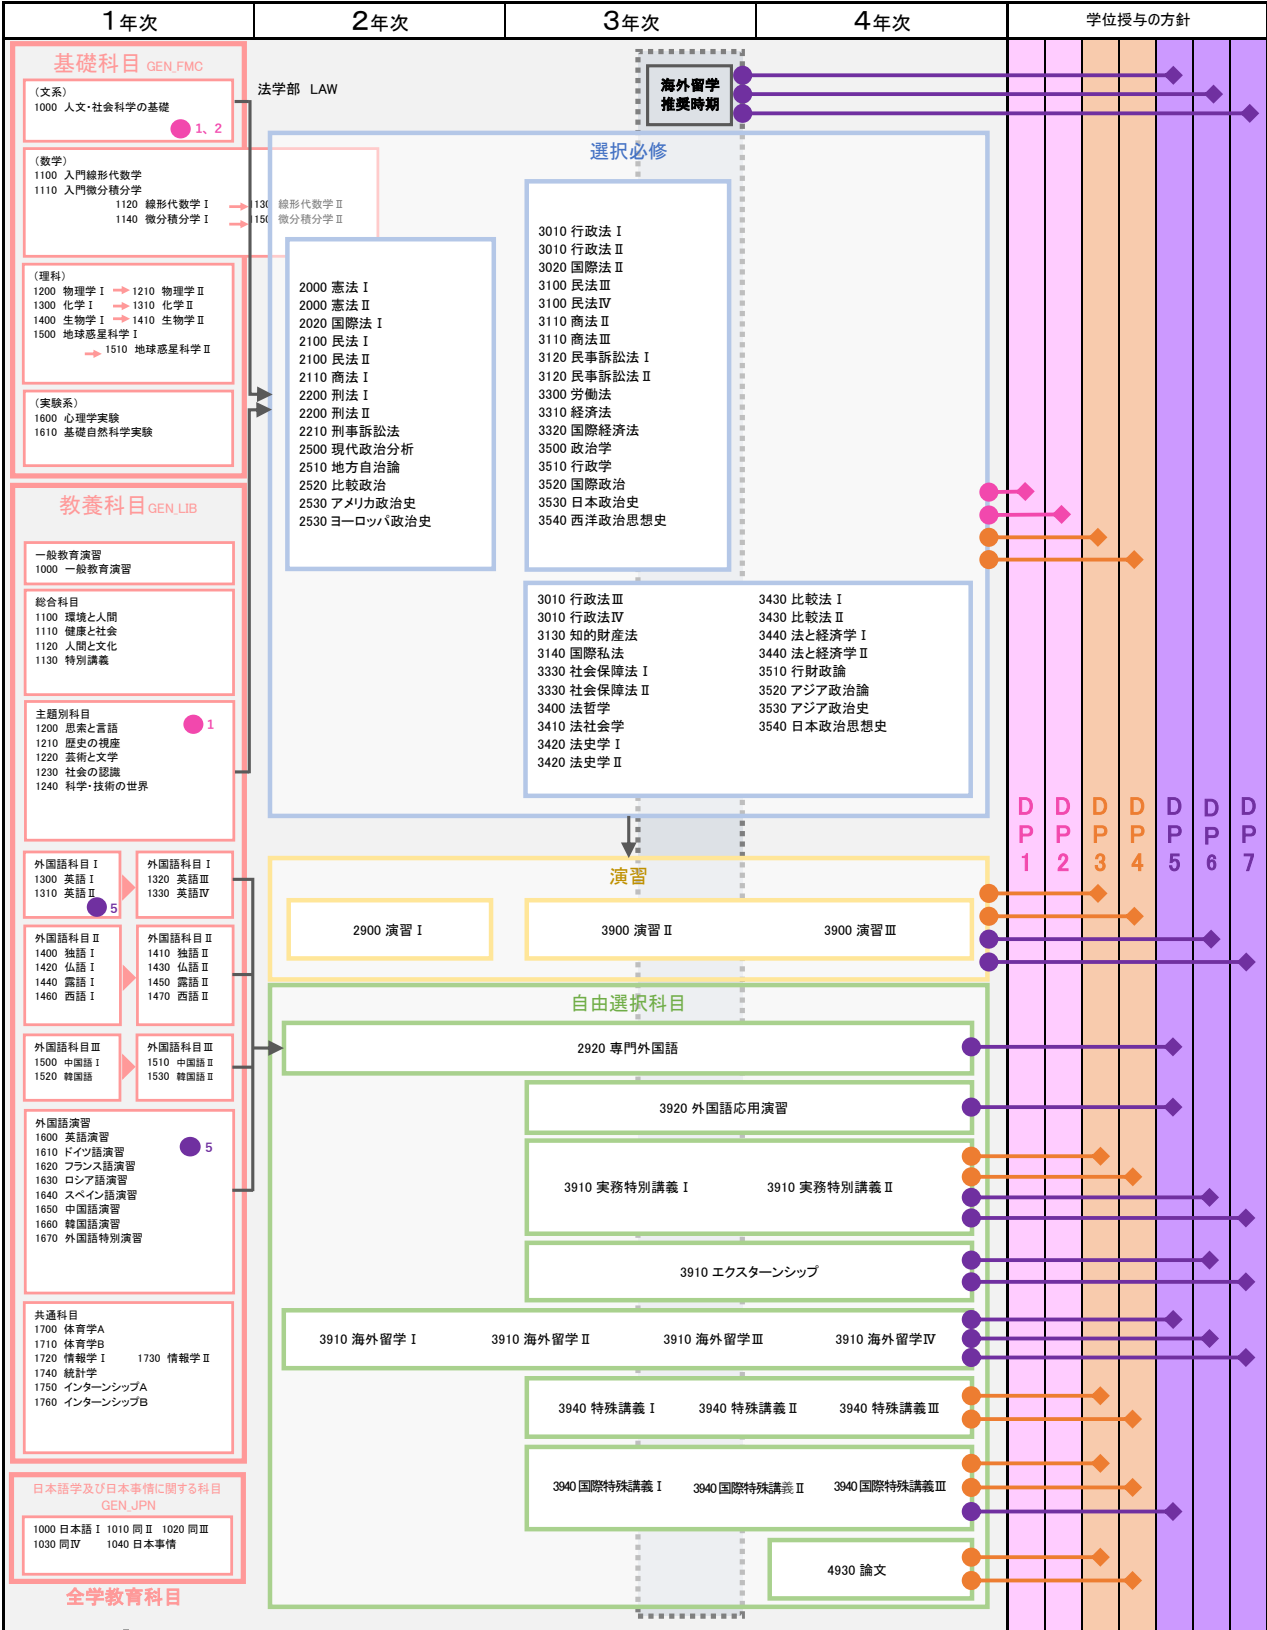 1年次
2年次
3年次
4年次
学位授与の方針
基礎科目 GEN_FMC
（文系）
1000 人文・社会科学の基礎
1、2
（数学）
1100 入門線形代数学
1110 入門微分積分学
1120 線形代数学Ⅰ
1130 線形代数学Ⅱ
1140 微分積分学Ⅰ
1150 微分積分学Ⅱ
（理科）
1200 物理学Ⅰ
1210 物理学Ⅱ
1300 化学Ⅰ
1310 化学Ⅱ
1400 生物学Ⅰ
1410 生物学Ⅱ
1500 地球惑星科学Ⅰ
1510 地球惑星科学Ⅱ
（実験系）
1600 心理学実験
1610 基礎自然科学実験
教養科目GEN_LIB
一般教育演習
1000 一般教育演習
総合科目
1100 環境と人間
1110 健康と社会
1120 人間と文化
1130 特別講義
主題別科目
1
1200 思索と言語
1210 歴史の視座
1220 芸術と文学
1230 社会の認識
1240 科学・技術の世界
外国語科目Ⅰ
1300 英語Ⅰ
1310 英語Ⅱ
5
外国語科目Ⅰ
1320 英語Ⅲ
1330 英語Ⅳ
外国語科目Ⅱ
1400 独語Ⅰ
1420 仏語Ⅰ
1440 露語Ⅰ
1460 西語Ⅰ
外国語科目Ⅱ
1410 独語Ⅱ
1430 仏語Ⅱ
1450 露語Ⅱ
1470 西語Ⅱ
外国語科目Ⅲ
1500 中国語Ⅰ
1520 韓国語
外国語科目Ⅲ
1510 中国語Ⅱ
1530 韓国語Ⅱ
外国語演習
1600 英語演習
1610 ドイツ語演習
5
1620 フランス語演習
1630 ロシア語演習
1640 スペイン語演習
1650 中国語演習
1660 韓国語演習
1670 外国語特別演習
共通科目
1700 体育学A
1710 体育学B
1720 情報学Ⅰ
1730 情報学Ⅱ
1740 統計学
1750 インターンシップA
1760 インターンシップB
日本語学及び日本事情に関する科目
GEN_JPN
1000 日本語Ⅰ 1010 同Ⅱ 1020 同Ⅲ
1030 同Ⅳ 1040 日本事情
全学教育科目
法学部 LAW
海外留学
推奨時期
選択必修
2000 憲法Ⅰ
2000 憲法Ⅱ
2020 国際法Ⅰ
2100 民法Ⅰ
2100 民法Ⅱ
2110 商法Ⅰ
2200 刑法Ⅰ
2200 刑法Ⅱ
2210 刑事訴訟法
2500 現代政治分析
2510 地方自治論
2520 比較政治
2530 アメリカ政治史
2530 ヨーロッパ政治史
3010 行政法Ⅰ
3010 行政法Ⅱ
3020 国際法Ⅱ
3100 民法Ⅲ
3100 民法Ⅳ
3110 商法Ⅱ
3110 商法Ⅲ
3120 民事訴訟法Ⅰ
3120 民事訴訟法Ⅱ
3300 労働法
3310 経済法
3320 国際経済法
3500 政治学
3510 行政学
3520 国際政治
3530 日本政治史
3540 西洋政治思想史
3010 行政法Ⅲ
3010 行政法Ⅳ
3130 知的財産法
3140 国際私法
3330 社会保障法Ⅰ
3330 社会保障法Ⅱ
3400 法哲学
3410 法社会学
3420 法史学Ⅰ
3420 法史学Ⅱ
3430 比較法Ⅰ
3430 比較法Ⅱ
3440 法と経済学Ⅰ
3440 法と経済学Ⅱ
3510 行財政論
3520 アジア政治論
3530 アジア政治史
3540 日本政治思想史
演習
2900 演習Ⅰ
3900 演習Ⅱ
3900 演習Ⅲ
自由選択科目
2920 専門外国語
3920 外国語応用演習
3910 実務特別講義Ⅰ
3910 実務特別講義Ⅱ
3910 エクスターンシップ
3910 海外留学Ⅰ
3910 海外留学Ⅱ
3910 海外留学Ⅲ
3910 海外留学Ⅳ
3940 特殊講義Ⅰ
3940 特殊講義Ⅱ
3940 特殊講義Ⅲ
3940 国際特殊講義Ⅰ
3940 国際特殊講義Ⅱ
3940 国際特殊講義Ⅲ
4930 論文
DP1
DP2
DP3
DP4
DP5
DP6
DP7